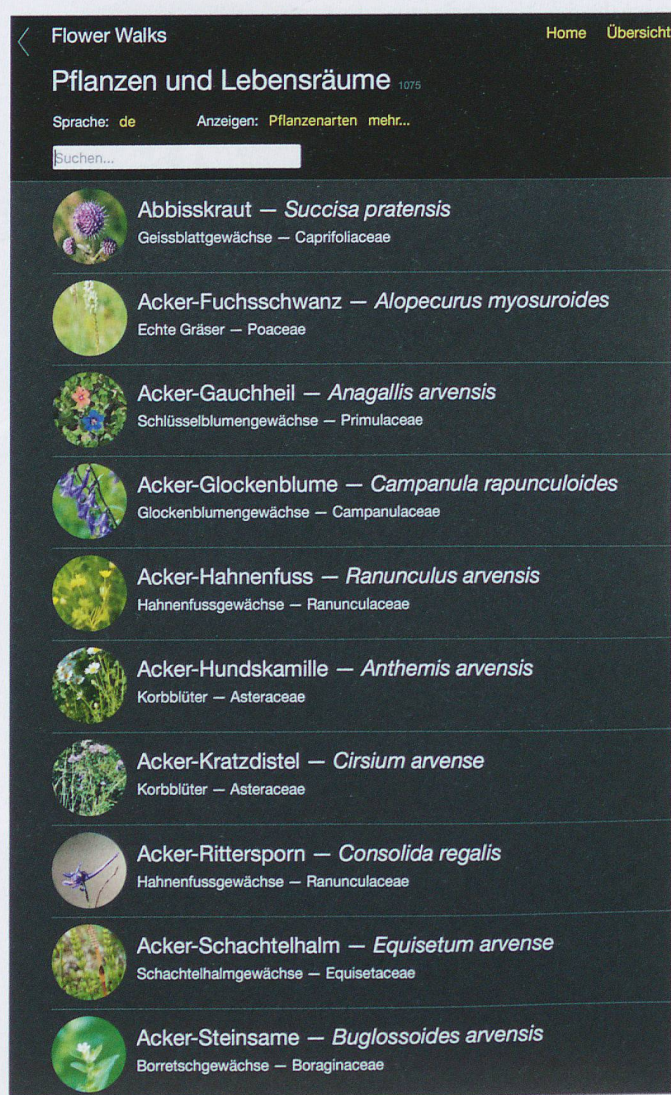 Flower Walks
Home Übersicht
Pflanzen und Lebensräume 1075
Sprache: de Anzeigen: Pflanzenarten mehr...
Suchen...
Abbisskraut — Succisa pratensis
Geissblattgewächse — Caprifoliaceae
Acker-Fuchsschwanz — Alopecurus myosuroides
Echte Gräser — Poaceae
Acker-Gauchheil — Anagallis arvensis
Schlüsselblumengewächse — Primulaceae
Acker-Glockenblume — Campanula rapunculoides
Glockenblumengewächse — Campanulaceae
Acker-Hahnenfuss — Ranunculus arvensis
Hahnenfussgewächse — Ranunculaceae
Acker-Hundskamille — Anthemis arvensis
Korbblüter — Asteraceae
Acker-Kratzdistel — Cirsium arvense
Korbblüter — Asteraceae
Acker-Rittersporn — Consolida regalis
Hahnenfussgewächse — Ranunculaceae
Acker-Schachtelhalm — Equisetum arvense
Schachtelhalmgewächse — Equisetaceae
Acker-Steinsame — Buglossoides arvensis
Borretschgewächse — Boraginaceae